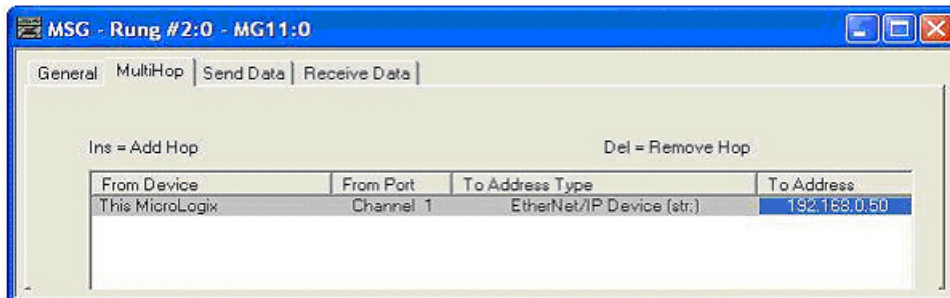 MSG - Rung #2:0 - MG11:0
General MultiHop Send Data Receive Data
Ins = Add Hop Del = Remove Hop
From Device From Port To Address Type To Address
This MicroLogix Channel 1 EtherNet/IP Device (str.) 192.168.0.50